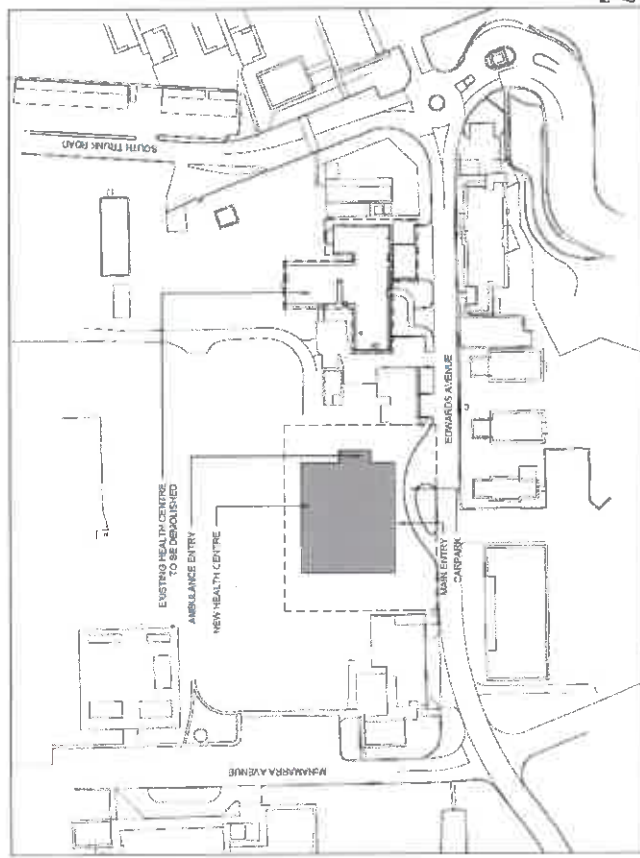 SOUTH TRUNK ROAD
EXISTING HEALTH CENTRE
TO BE DEMOLISHED
AMBULANCE ENTRY
NEW HEALTH CENTRE
EDWARDS AVENUE
MAIN ENTRY
CARPARK
McNAMARRA AVENUE